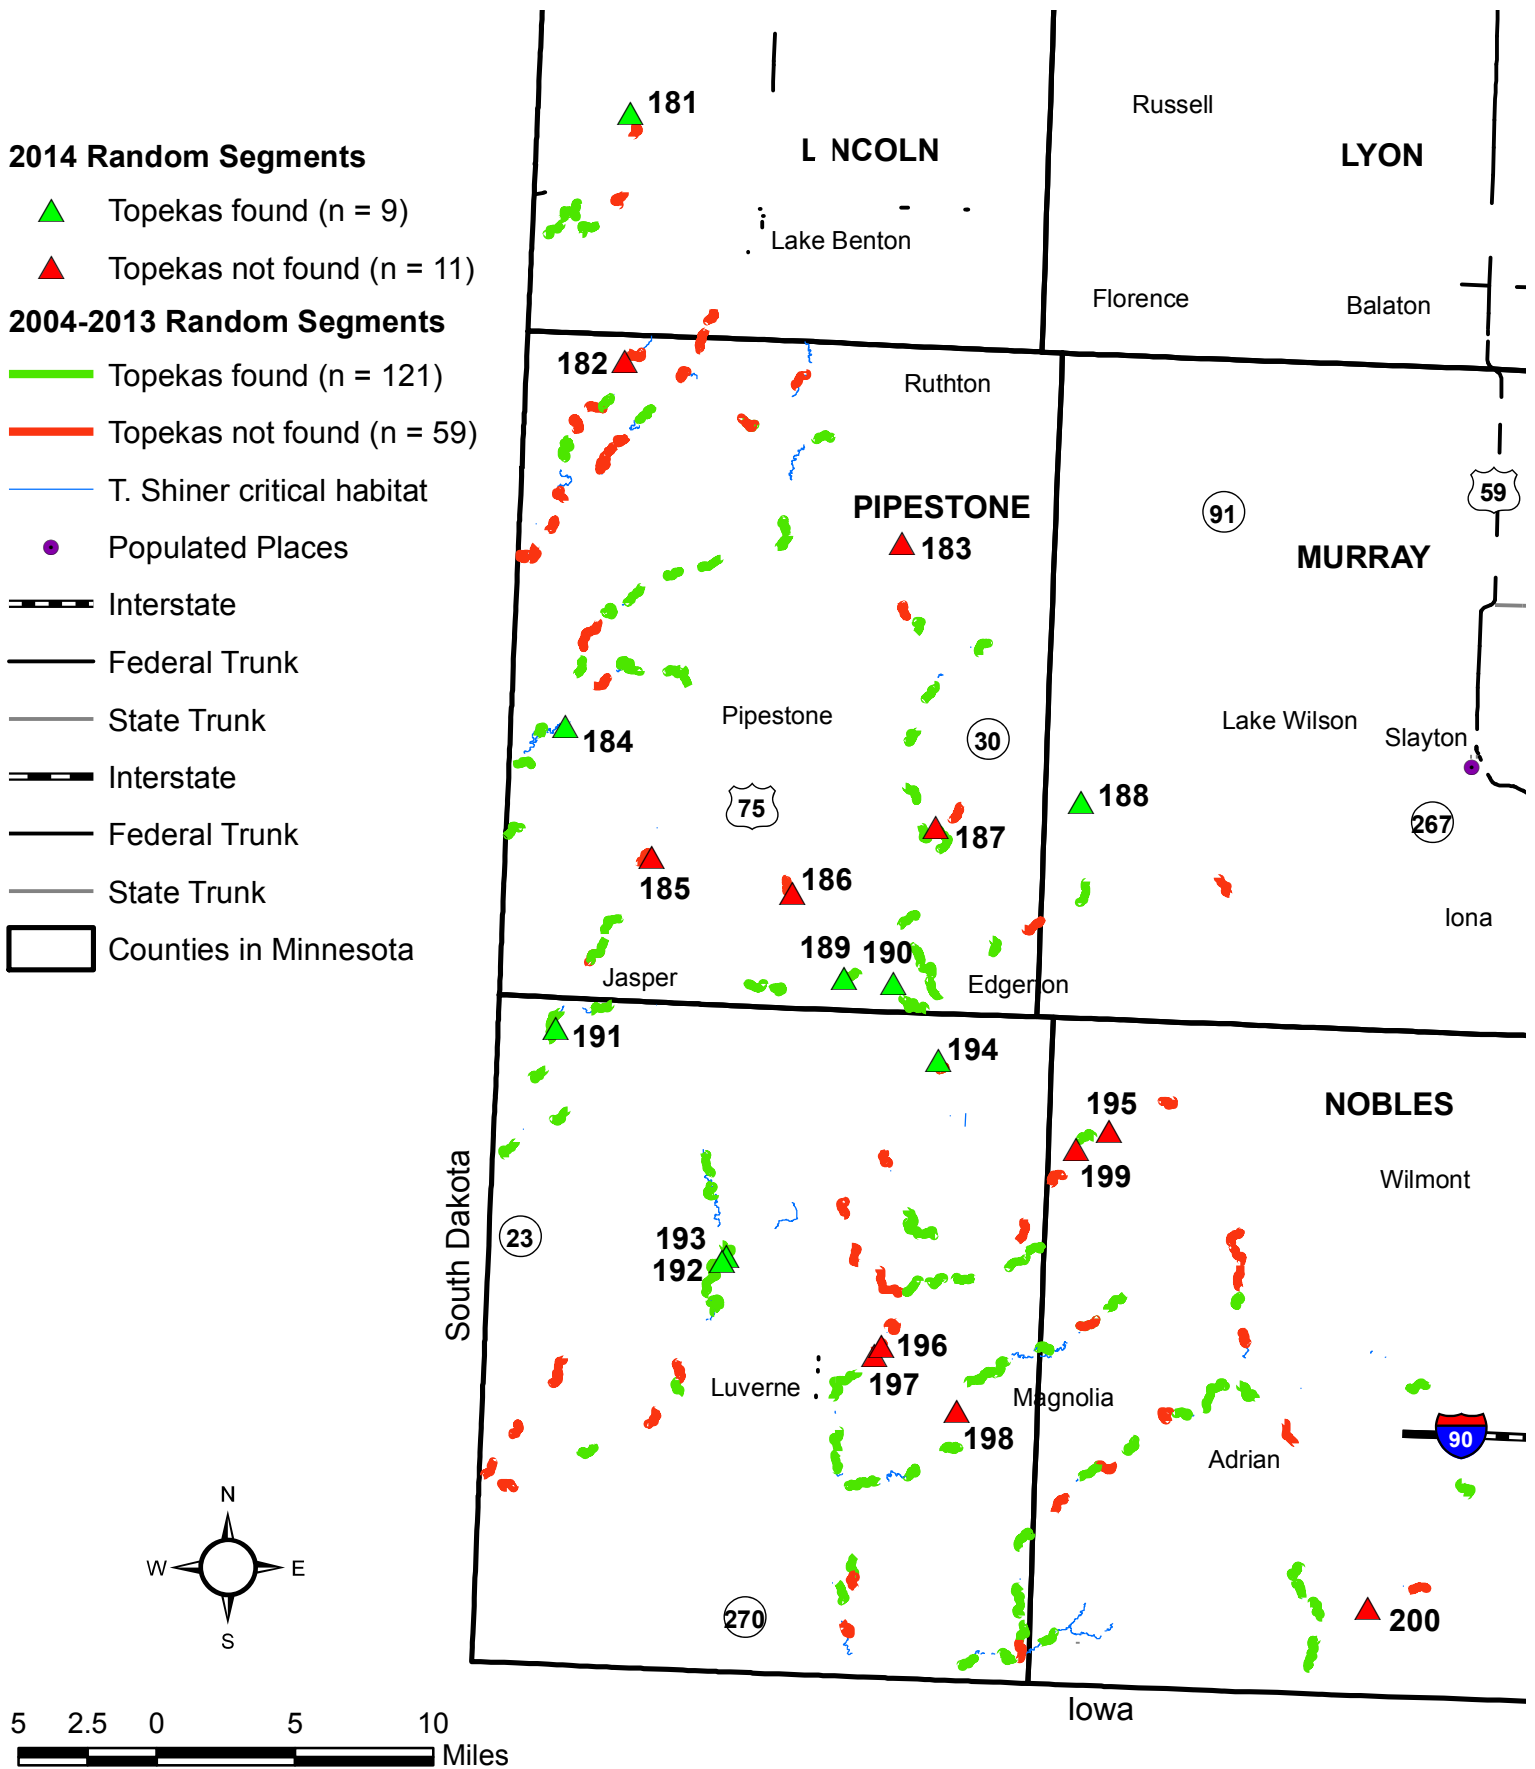 2014 Random Segments
Topekas found (n = 9)
Topekas not found (n = 11)
2004-2013 Random Segments
Topekas found (n = 121)
Topekas not found (n = 59)
T. Shiner critical habitat
Populated Places
Interstate
Federal Trunk
State Trunk
Interstate
Federal Trunk
State Trunk
Counties in Minnesota
181
L NCOLN
Russell
LYON
Lake Benton
Florence
Balaton
182
Ruthton
PIPESTONE
91
59
183
MURRAY
Pipestone
184
30
Lake Wilson
Slayton
75
187
188
267
185
186
Iona
189
190
Jasper
Edgerton
191
194
195
NOBLES
199
Wilmont
South Dakota
23
193
192
196
197
Luverne
Magnolia
198
90
Adrian
N
W
E
S
270
200
Iowa
5 2.5 0 5 10
Miles